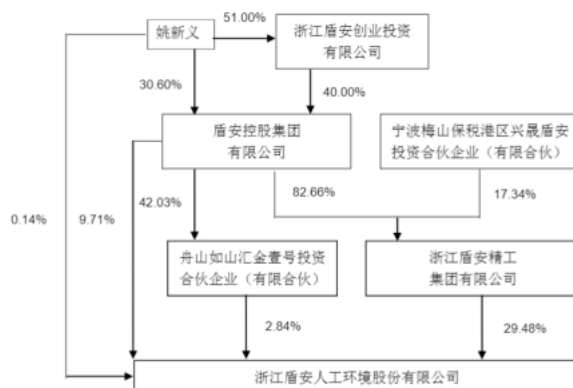 姚新义
51.00%
浙江盾安创业投资
有限公司
30.60%
40.00%
盾安控股集团
有限公司
宁波梅山保税港区兴晟盾安
投资合伙企业（有限合伙）
0.14%
9.71%
42.03%
82.66%
17.34%
舟山如山汇金壹号投资
合伙企业（有限合伙）
浙江盾安精工
集团有限公司
2.84%
29.48%
浙江盾安人工环境股份有限公司